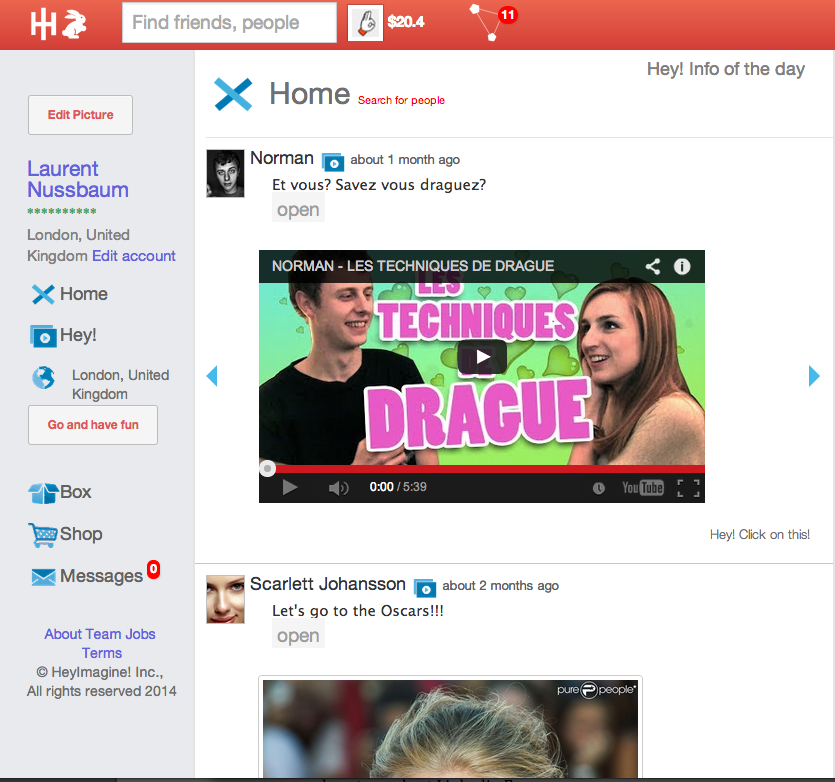 Find friends, people
$20.4
11
Edit Picture
Laurent
Nussbaum
**********
London, United
Kingdom Edit account
Home
Hey!
London, United
Kingdom
Go and have fun
Box
Shop
Messages 0
About Team Jobs
Terms
© HeyImagine! Inc.,
All rights reserved 2014
Hey! Info of the day
Home Search for people
Norman about 1 month ago
Et vous? Savez vous draguez?
open
NORMAN - LES TECHNIQUES DE DRAGUE
LES
TECHNIQUES
DE
DRAGUE
0:00 / 5:39
YouTube
Hey! Click on this!
Scarlett Johansson about 2 months ago
Let's go to the Oscars!!!
open
pure people